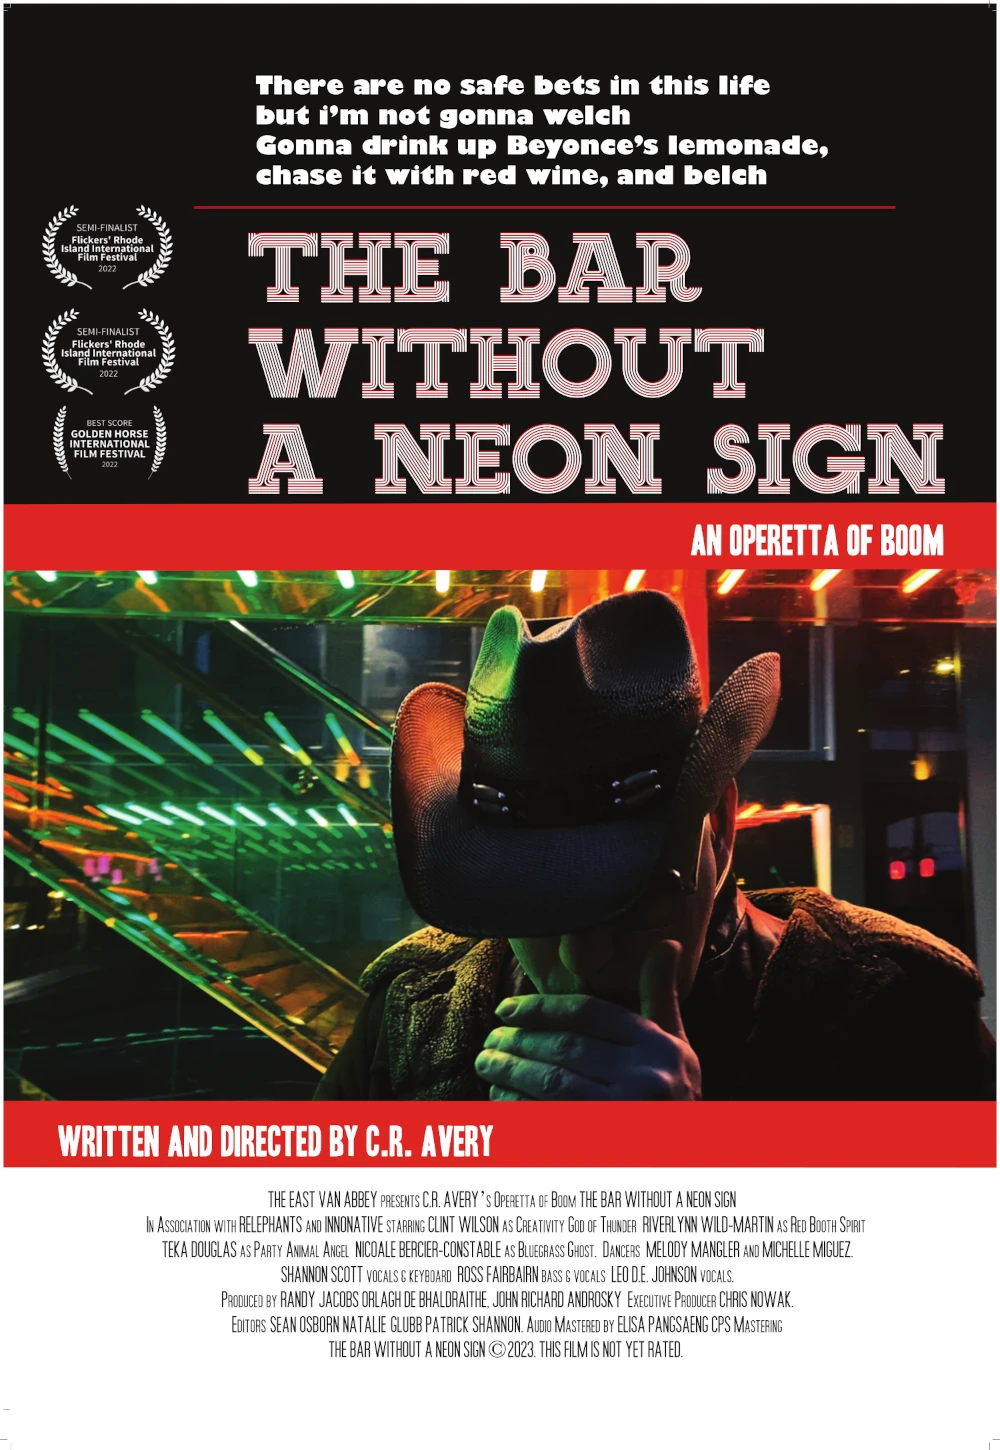 There are no safe bets in this life
but i'm not gonna welch
Gonna drink up Beyonce's lemonade,
chase it with red wine, and belch
SEMI-FINALIST
Flickers' Rhode
Island International
Film Festival
2022
SEMI-FINALIST
Flickers' Rhode
Island International
Film Festival
2022
BEST SCORE
GOLDEN HORSE
INTERNATIONAL
FILM FESTIVAL
2022
THE BAR
WITHOUT
A NEON SIGN
AN OPERETTA OF BOOM
WRITTEN AND DIRECTED BY C.R. AVERY
THE EAST VAN ABBEY PRESENTS C.R. AVERY'S OPERETTA OF BOOM THE BAR WITHOUT A NEON SIGN
IN ASSOCIATION WITH RELEPHANTS AND INNONATIVE STARRING CLINT WILSON AS CREATIVITY GOD OF THUNDER RIVERLYNN WILD-MARTIN AS RED BOOTH SPIRIT
TEKA DOUGLAS AS PARTY ANIMAL ANGEL NICOALE BERCIER-CONSTABLE AS BLUEGRASS GHOST. DANCERS MELODY MANGLER AND MICHELLE MIGUEZ.
SHANNON SCOTT VOCALS & KEYBOARD ROSS FAIRBAIRN BASS & VOCALS LEO D.E. JOHNSON VOCALS.
PRODUCED BY RANDY JACOBS ORLAGH DE BHALDRAITHE, JOHN RICHARD ANDROSKY EXECUTIVE PRODUCER CHRIS NOWAK.
EDITORS SEAN OSBORN NATALIE GLUBB PATRICK SHANNON. AUDIO MASTERED BY ELISA PANGSAENG CPS MASTERING
THE BAR WITHOUT A NEON SIGN ©2023. THIS FILM IS NOT YET RATED.